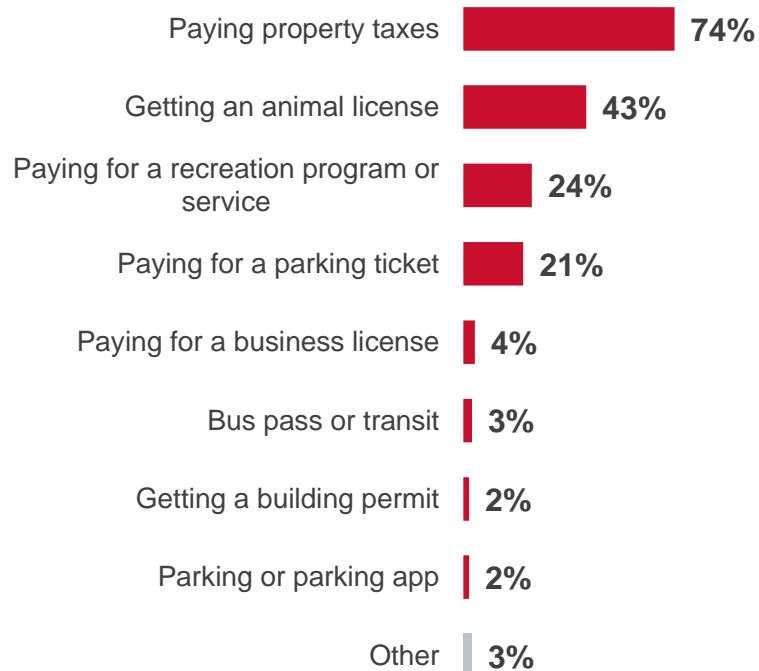 Paying property taxes 74%
Getting an animal license 43%
Paying for a recreation program or
service 24%
Paying for a parking ticket 21%
Paying for a business license 4%
Bus pass or transit 3%
Getting a building permit 2%
Parking or parking app 2%
Other 3%